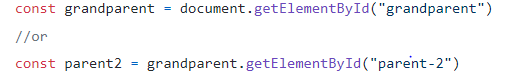 const grandparent = document.getElementById("grandparent")
//or
const parent2 = grandparent.getElementById("parent-2")